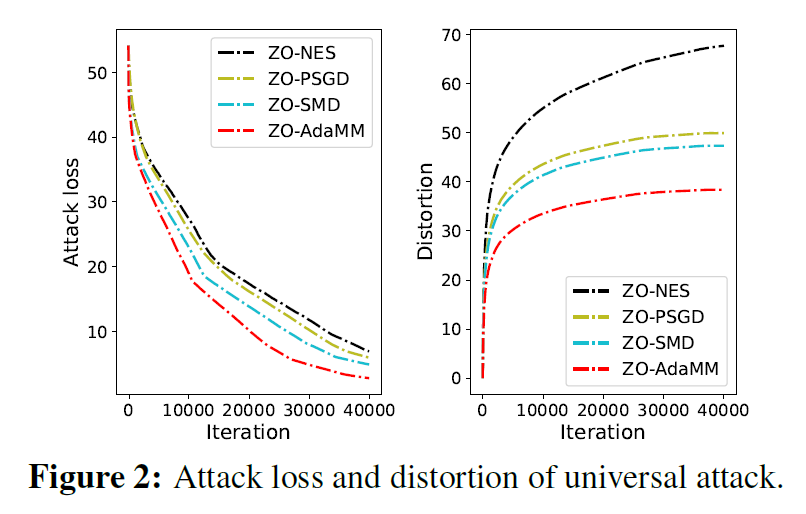 Attack loss
50
40
30
20
10
0 10000 20000 30000 40000
Iteration
ZO-NES
ZO-PSGD
ZO-SMD
ZO-AdaMM
Distortion
70
60
50
40
30
20
10
0
0 10000 20000 30000 40000
Iteration
ZO-NES
ZO-PSGD
ZO-SMD
ZO-AdaMM
Figure 2: Attack loss and distortion of universal attack.